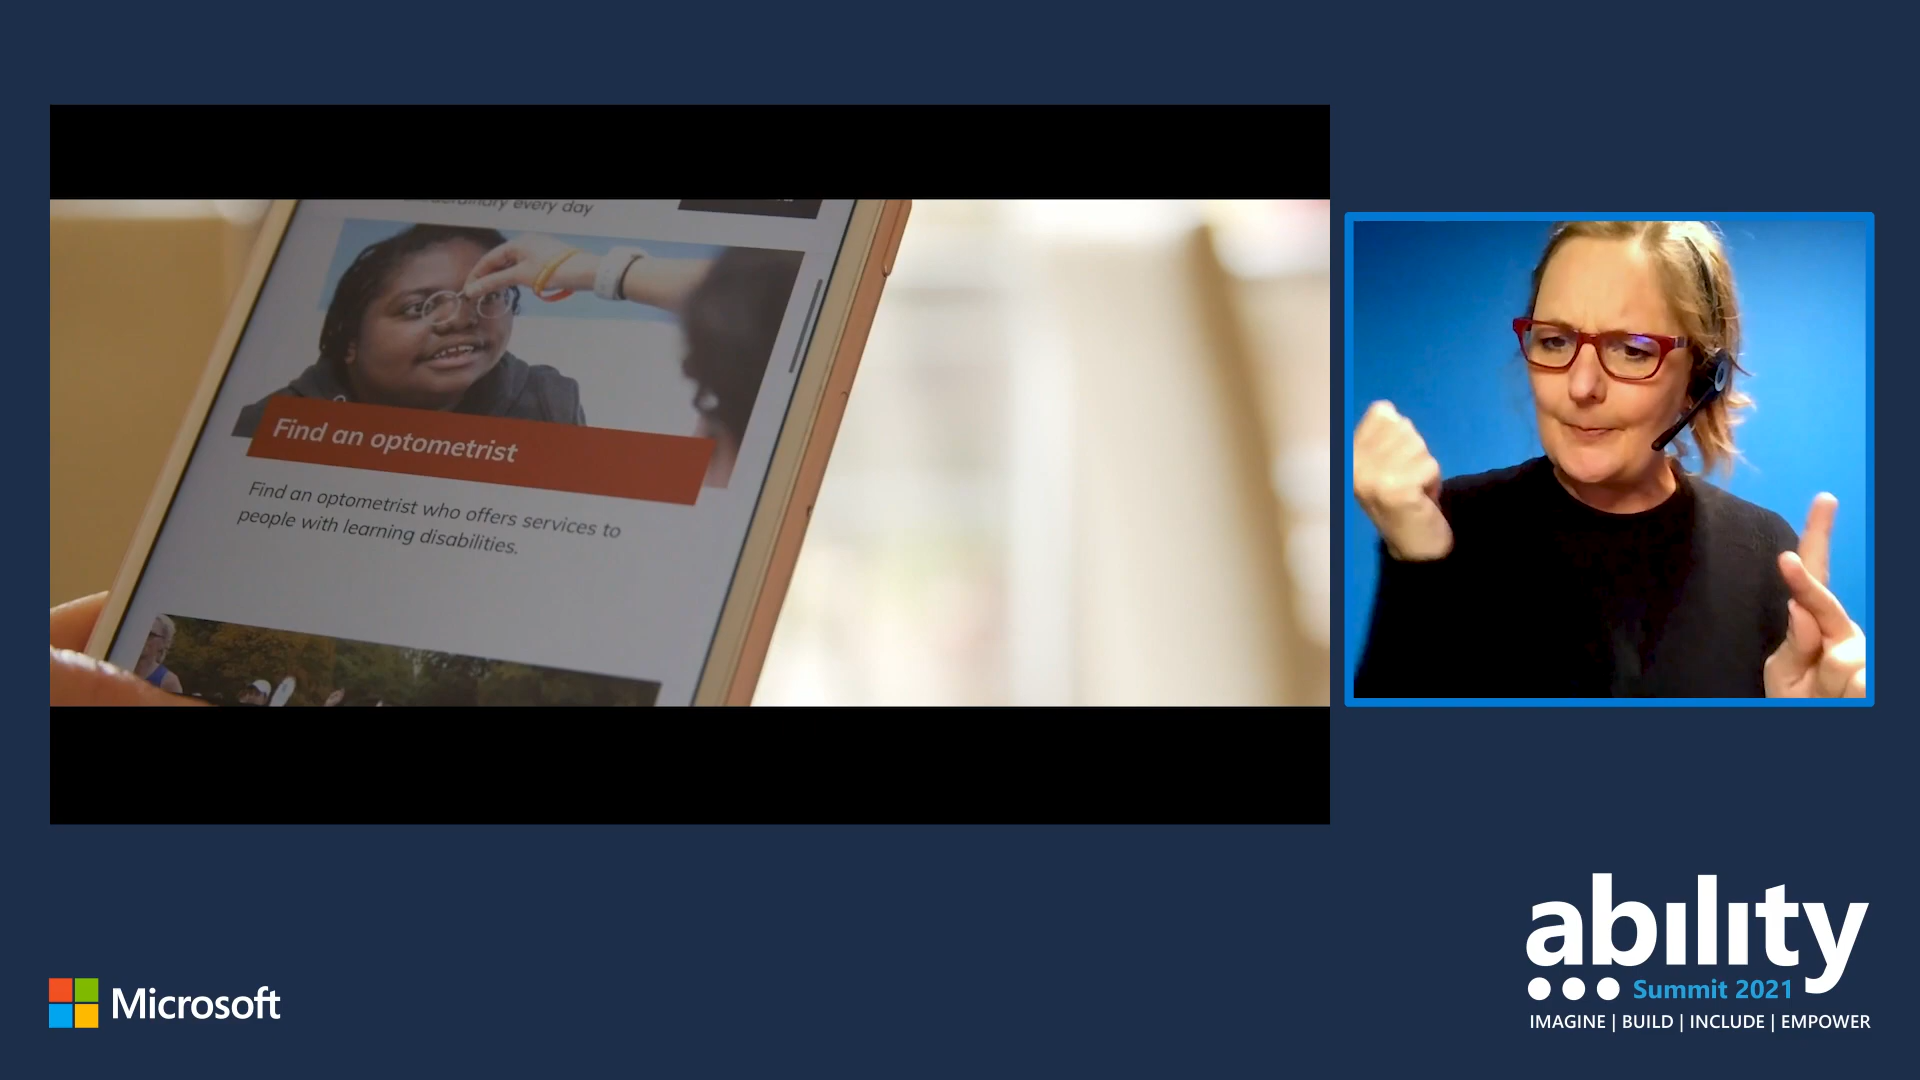 every day
Find an optometrist
Find an optometrist who offers services to
people with learning disabilities.
Microsoft
ability
Summit 2021
IMAGINE | BUILD | INCLUDE | EMPOWER